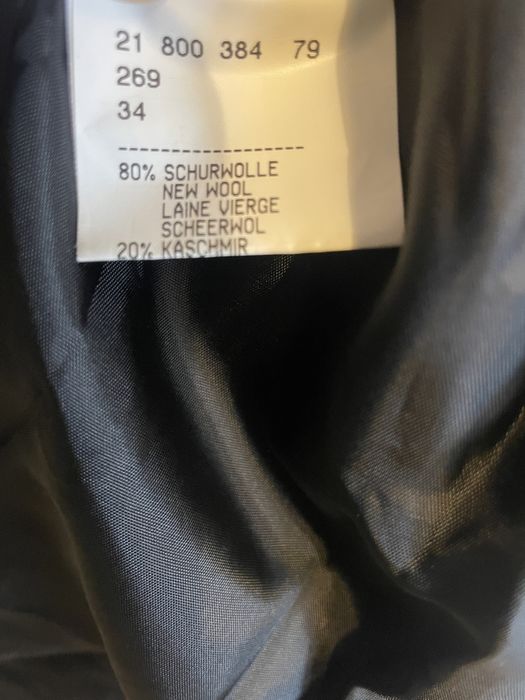 21 800 384 79
269
34
--------------------
80% SCHURWOLLE
NEW WOOL
LAINE VIERGE
SCHEERWOL
20% KASCHMIR